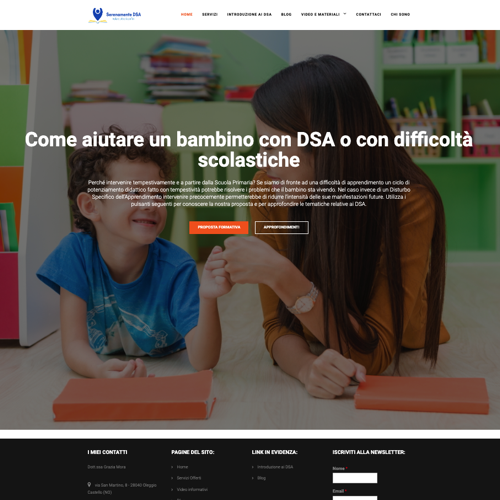 Serenamente DSA
HOME
SERVIZI
INTRODUZIONE AI DSA
BLOG
VIDEO E MATERIALI
CONTATTACI
CHI SONO
Come aiutare un bambino con DSA o con difficoltà
scolastiche
Perché intervenire tempestivamente e a partire dalla Scuola Primaria? Se siamo di fronte ad una difficoltà di apprendimento un ciclo di
potenziamento didattico fatto con tempestività potrebbe risolvere i problemi che il bambino sta vivendo. Nel caso invece di un Disturbo
Specifico dell'Apprendimento intervenire precocemente permetterebbe di ridurre l'intensità delle sue manifestazioni future. Utilizza i
pulsanti seguenti per conoscere la nostra proposta e per approfondire le tematiche relative ai DSA.
PROPOSTA FORMATIVA
APPROFONDIMENTI
I MIEI CONTATTI
Dott.ssa Grazia Mora
via San Martino, 8 - 28040 Oleggio
Castello (NO)
PAGINE DEL SITO:
Home
Servizi Offerti
Video informativi
LINK IN EVIDENZA:
Introduzione ai DSA
Blog
ISCRIVITI ALLA NEWSLETTER:
Nome *
Email *